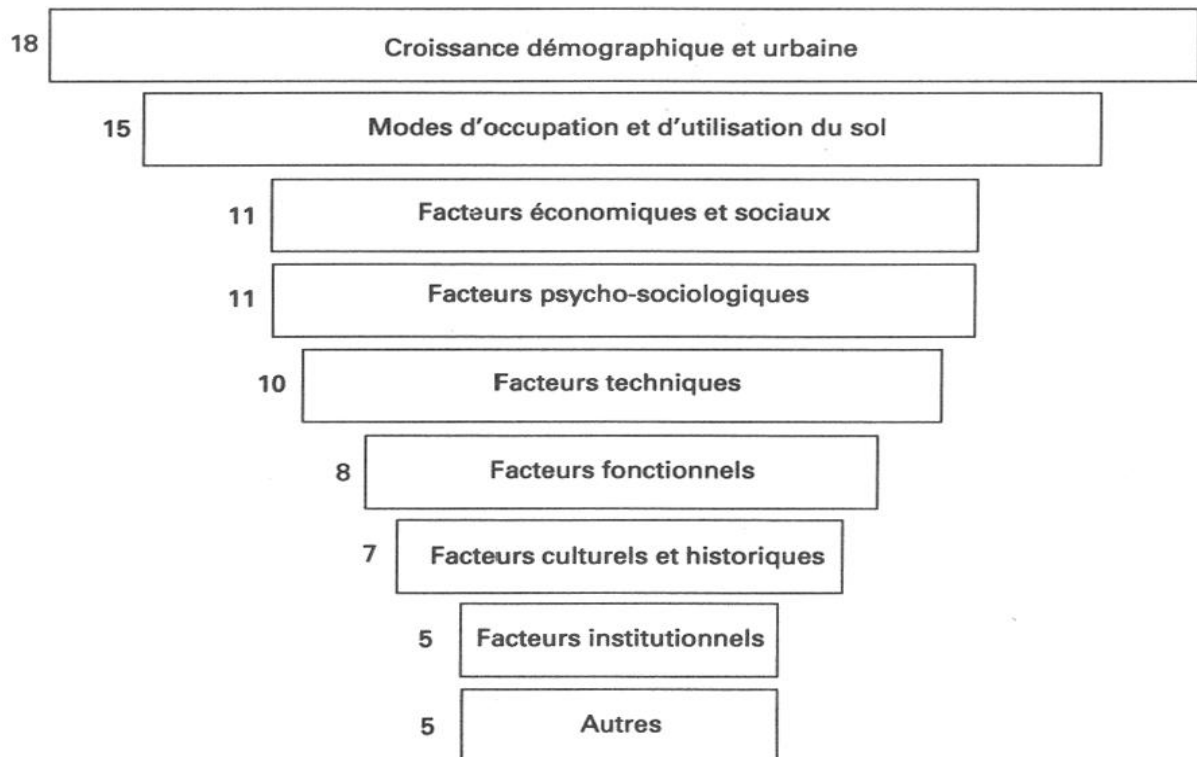 18 Croissance démographique et urbaine
15 Modes d'occupation et d'utilisation du sol
11 Facteurs économiques et sociaux
11 Facteurs psycho-sociologiques
10 Facteurs techniques
8 Facteurs fonctionnels
7 Facteurs culturels et historiques
5 Facteurs institutionnels
5 Autres